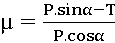 μ = P.sinα−T / P.cosα